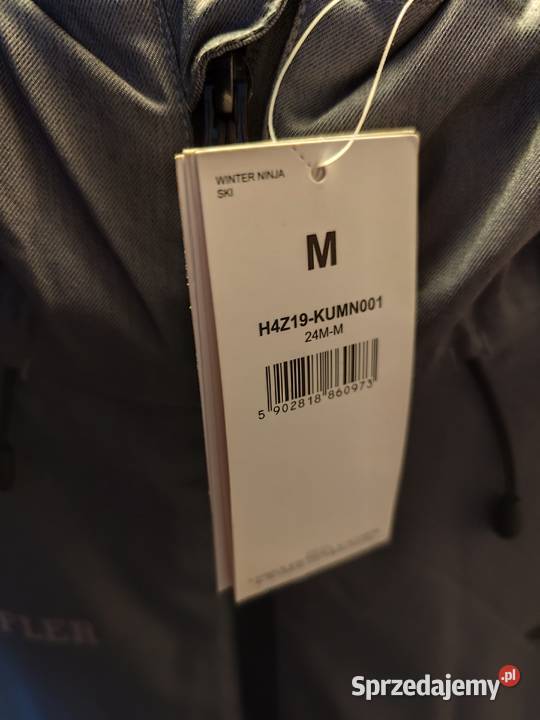 WINTER NINJA
SKI
M
H4Z19-KUMN001
24M-M
5 902818 860973
FLER
Sprzedajemy.pl